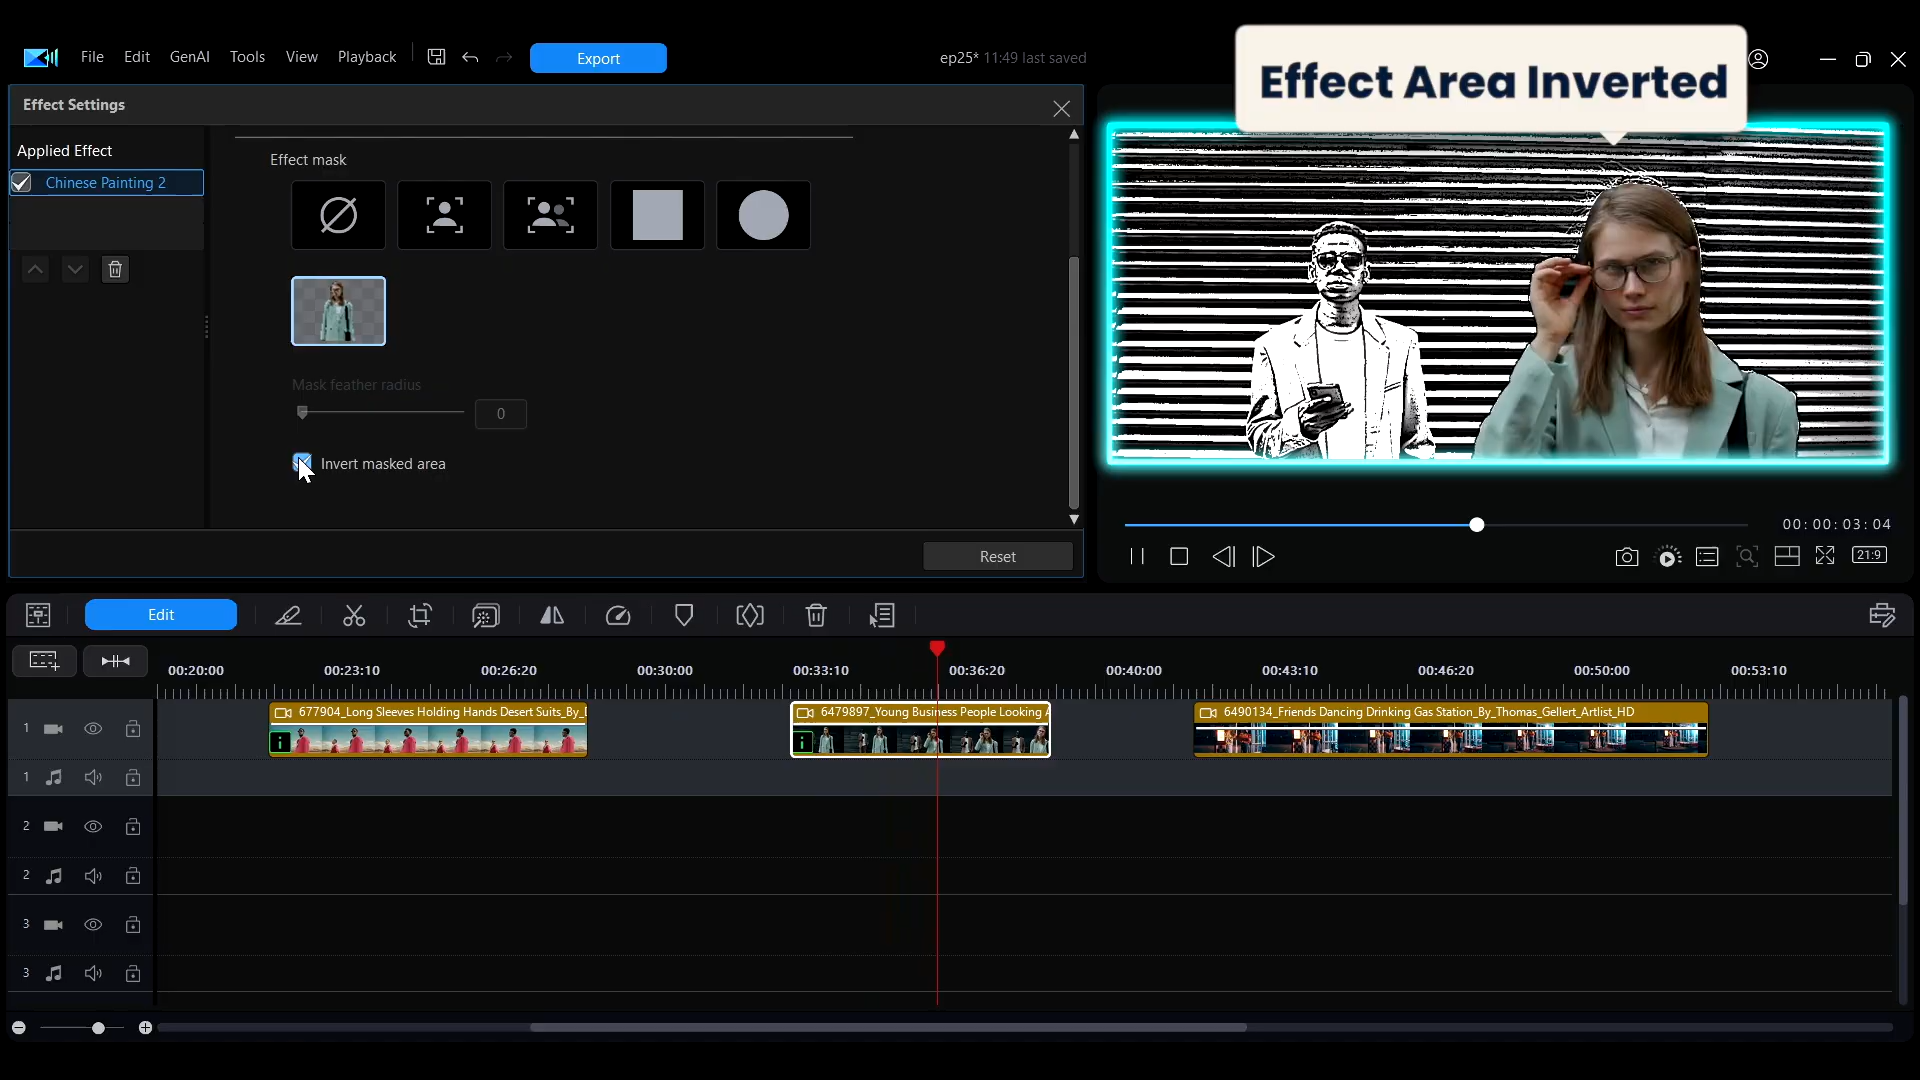 File Edit GenAI Tools View Playback Export
ep25* 11:49 last saved
Effect Area Inverted
Effect Settings
Applied Effect
Chinese Painting 2
Effect mask
Mask feather radius
0
Invert masked area
Reset
00:00:03:04
21:9
Edit
00:20:00 00:23:10 00:26:20 00:30:00 00:33:10 00:36:20 00:40:00 00:43:10 00:46:20 00:50:00 00:53:10
1 677904_Long Sleeves Holding Hands Desert Suits_By_ 6479897_Young Business People Looking 6490134_Friends Dancing Drinking Gas Station_By_Thomas_Gellert_Artlist_HD
i i
1
2
2
3
3